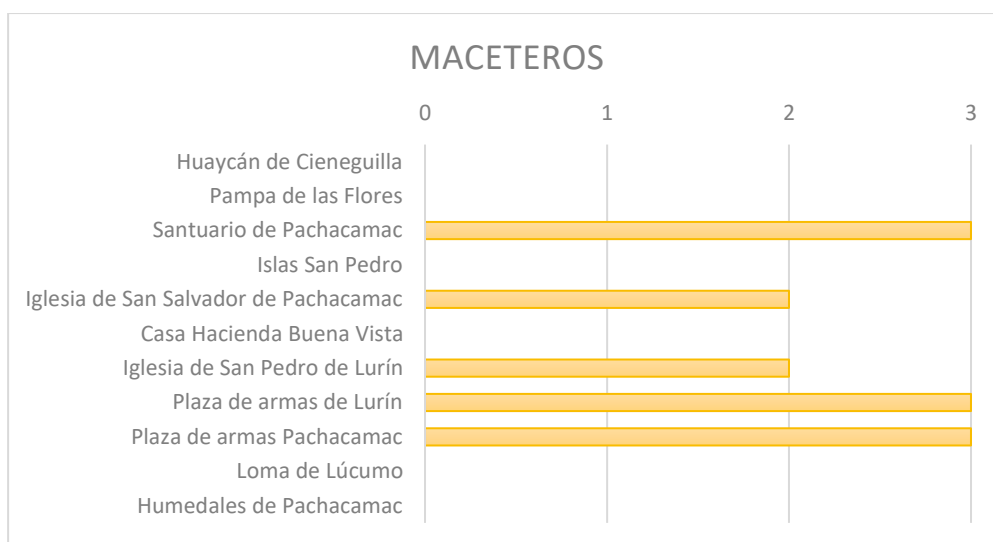 MACETEROS
0 1 2 3
Huaycán de Cieneguilla
Pampa de las Flores
Santuario de Pachacamac
Islas San Pedro
Iglesia de San Salvador de Pachacamac
Casa Hacienda Buena Vista
Iglesia de San Pedro de Lurín
Plaza de armas de Lurín
Plaza de armas Pachacamac
Loma de Lúcumo
Humedales de Pachacamac